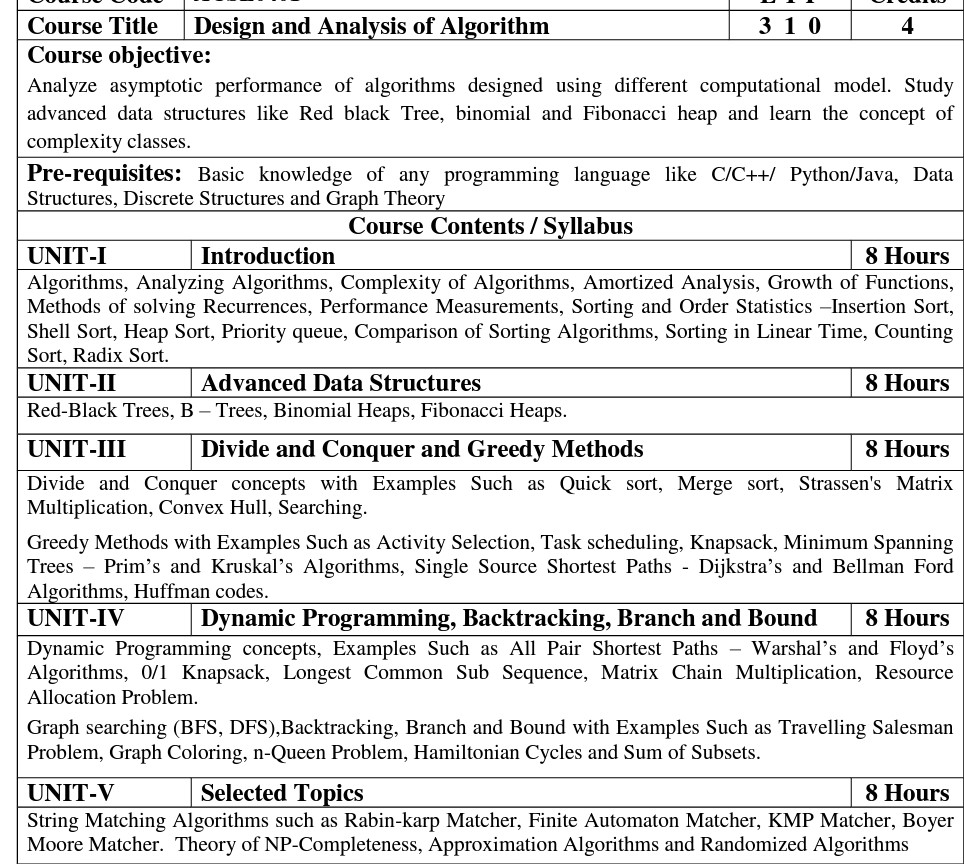 Course Code
Credits
Course Title Design and Analysis of Algorithm 3 1 0 4
Course objective:
Analyze asymptotic performance of algorithms designed using different computational model. Study
advanced data structures like Red black Tree, binomial and Fibonacci heap and learn the concept of
complexity classes.
Pre-requisites: Basic knowledge of any programming language like C/C++/ Python/Java, Data
Structures, Discrete Structures and Graph Theory
Course Contents / Syllabus
UNIT-I Introduction 8 Hours
Algorithms, Analyzing Algorithms, Complexity of Algorithms, Amortized Analysis, Growth of Functions,
Methods of solving Recurrences, Performance Measurements, Sorting and Order Statistics –Insertion Sort,
Shell Sort, Heap Sort, Priority queue, Comparison of Sorting Algorithms, Sorting in Linear Time, Counting
Sort, Radix Sort.
UNIT-II Advanced Data Structures 8 Hours
Red-Black Trees, B – Trees, Binomial Heaps, Fibonacci Heaps.
UNIT-III Divide and Conquer and Greedy Methods 8 Hours
Divide and Conquer concepts with Examples Such as Quick sort, Merge sort, Strassen's Matrix
Multiplication, Convex Hull, Searching.
Greedy Methods with Examples Such as Activity Selection, Task scheduling, Knapsack, Minimum Spanning
Trees – Prim’s and Kruskal’s Algorithms, Single Source Shortest Paths - Dijkstra’s and Bellman Ford
Algorithms, Huffman codes.
UNIT-IV Dynamic Programming, Backtracking, Branch and Bound 8 Hours
Dynamic Programming concepts, Examples Such as All Pair Shortest Paths – Warshal’s and Floyd’s
Algorithms, 0/1 Knapsack, Longest Common Sub Sequence, Matrix Chain Multiplication, Resource
Allocation Problem.
Graph searching (BFS, DFS),Backtracking, Branch and Bound with Examples Such as Travelling Salesman
Problem, Graph Coloring, n-Queen Problem, Hamiltonian Cycles and Sum of Subsets.
UNIT-V Selected Topics 8 Hours
String Matching Algorithms such as Rabin-karp Matcher, Finite Automaton Matcher, KMP Matcher, Boyer
Moore Matcher. Theory of NP-Completeness, Approximation Algorithms and Randomized Algorithms